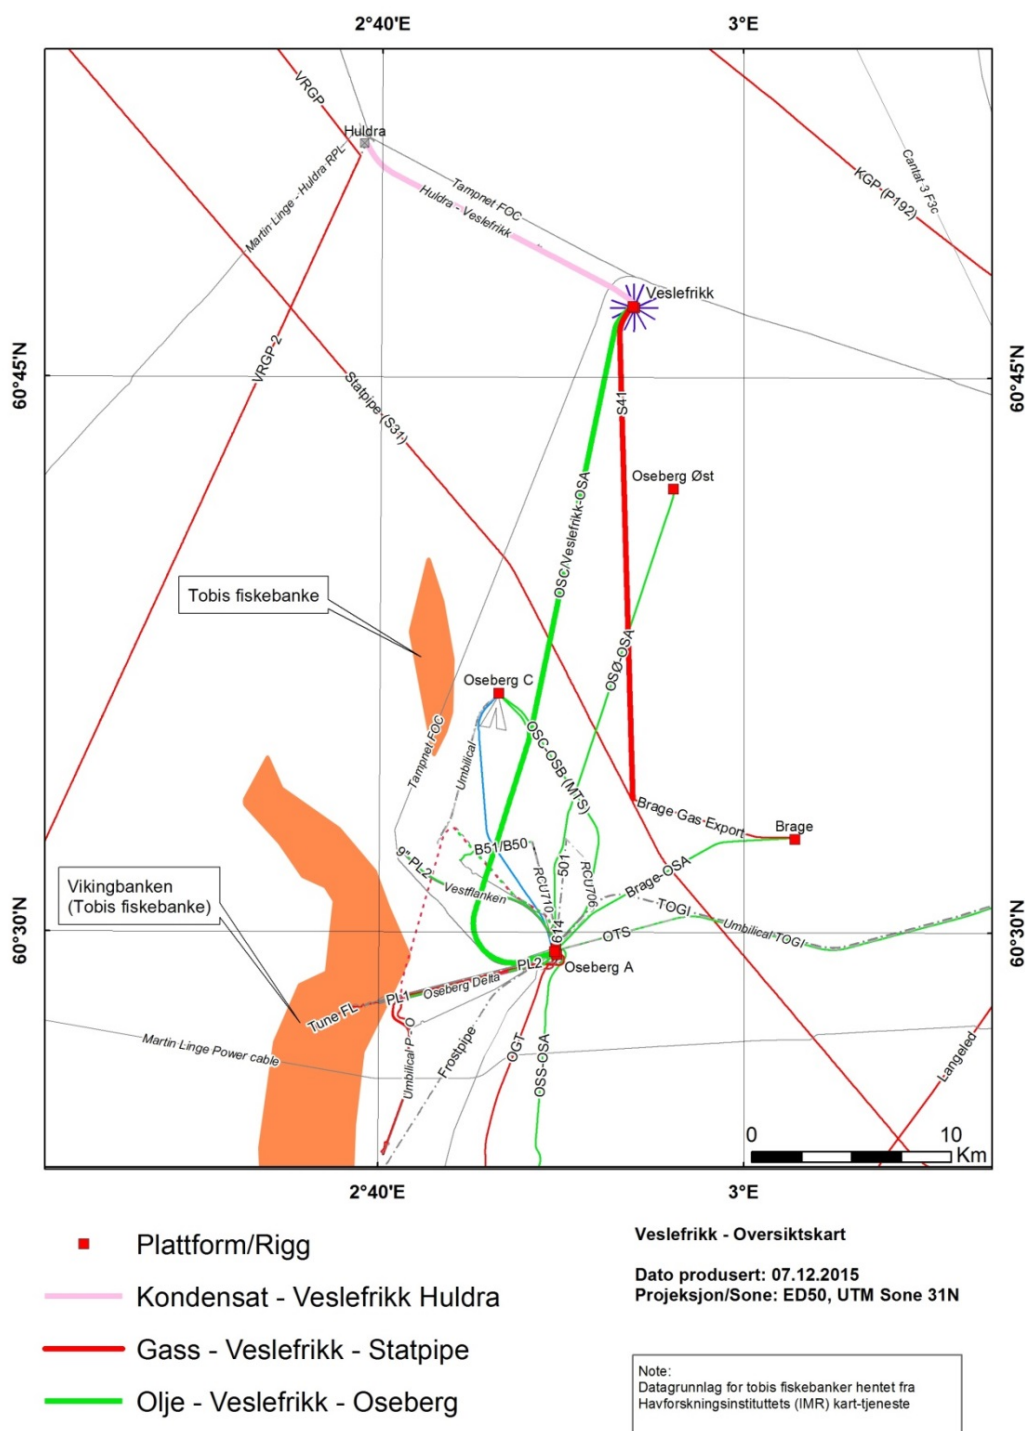 2°40'E
3°E
VRGP
Huldra
Martin Linge - Huldra RPL
Tampnet FOC
Huldra - Veslefrikk
KGP (P192)
Cantat 3 F3c
Veslefrikk
60°45'N
60°45'N
VRGP-2
Statpipe (S31)
S41
Oseberg Øst
OSC/Veslefrikk-OSA
Tobis fiskebanke
OSØ-OSA
Oseberg C
Tampnet FOC
Umbilical
OSC-OSB (MTS)
Brage Gas Export
Brage
B51/B50
9" PL2
Vestflanken
RCU710
501
RCU706
Brage-OSA
Vikingbanken
(Tobis fiskebanke)
TOGI
Umbilical TOGI
614
OTS
60°30'N
60°30'N
PL2
Oseberg A
Oseberg Delta
PL1
Tune FL
Martin Linge Power cable
Umbilical P-O
Frostpipe
OGT
OSS-OSA
Langeled
0 10
Km
2°40'E
3°E
Plattform/Rigg
Kondensat - Veslefrikk Huldra
Gass - Veslefrikk - Statpipe
Olje - Veslefrikk - Oseberg
Veslefrikk - Oversiktskart
Dato produsert: 07.12.2015
Projeksjon/Sone: ED50, UTM Sone 31N
Note:
Datagrunnlag for tobis fiskebanker hentet fra
Havforskningsinstituttets (IMR) kart-tjeneste